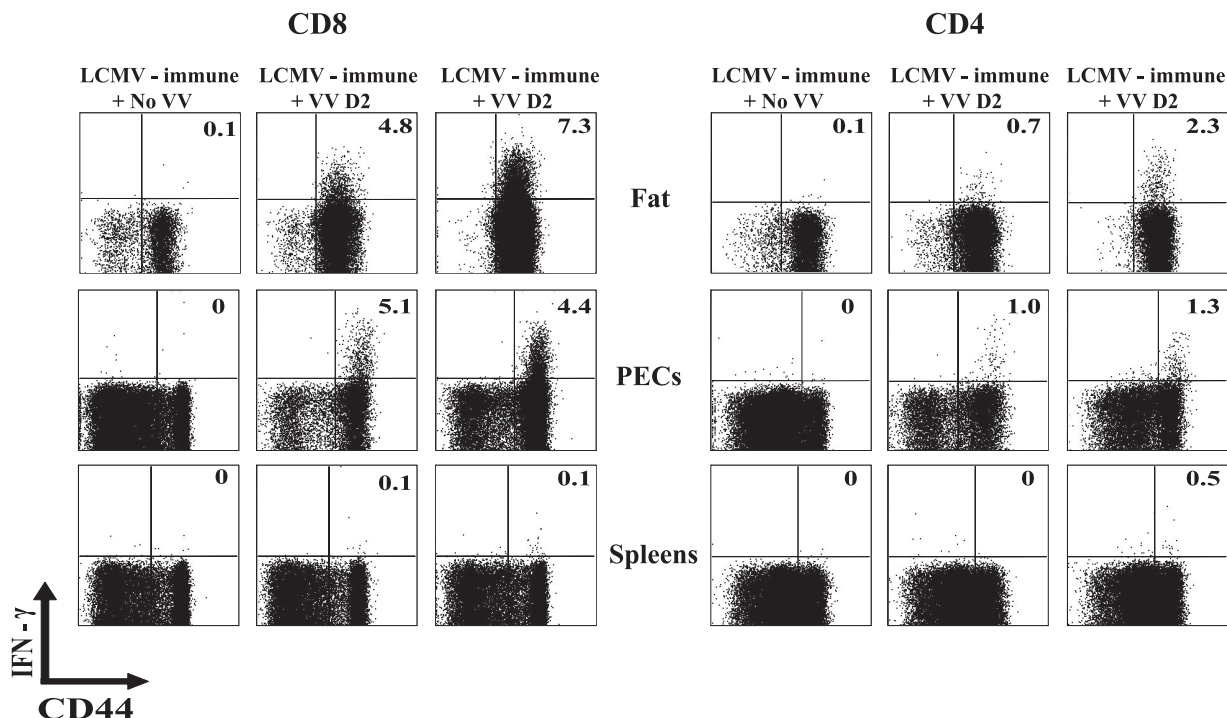 CD8
CD4
LCMV - immune
+ No VV
LCMV - immune
+ VV D2
LCMV - immune
+ VV D2
LCMV - immune
+ No VV
LCMV - immune
+ VV D2
LCMV - immune
+ VV D2
0.1
4.8
7.3
Fat
0.1
0.7
2.3
0
5.1
4.4
PECs
0
1.0
1.3
0
0.1
0.1
Spleens
0
0
0.5
IFN - γ
CD44